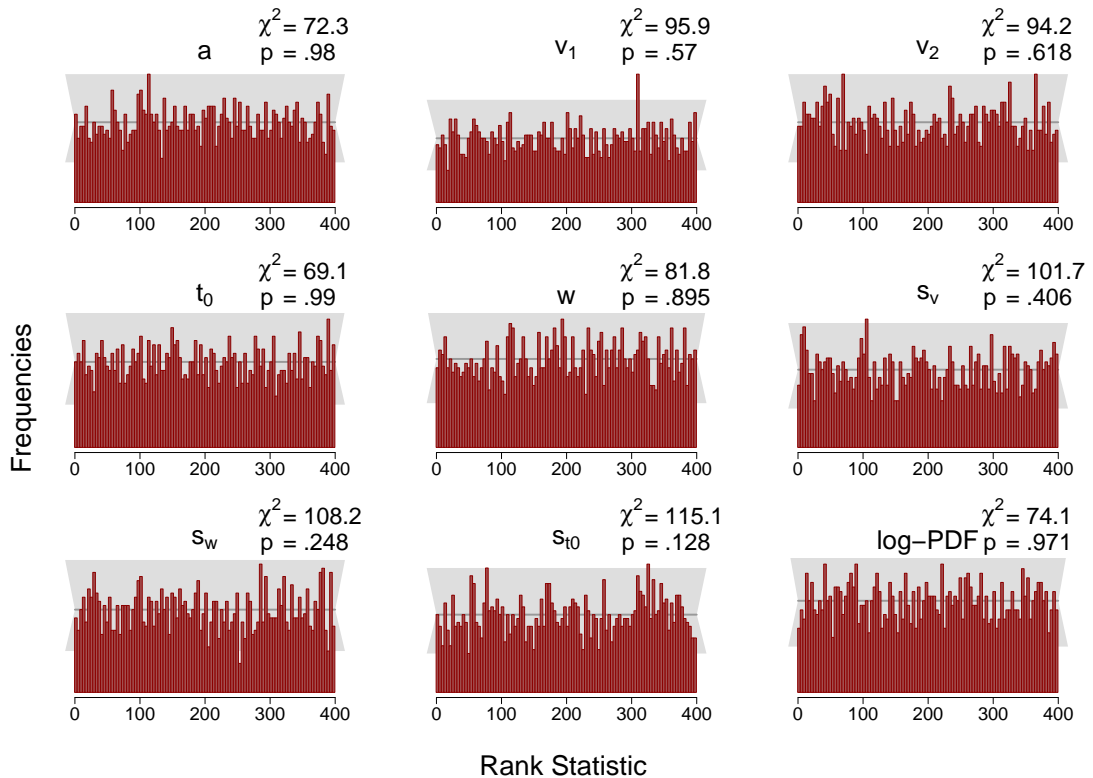 a
χ² = 72.3
p = .98
0 100 200 300 400
v₁
χ² = 95.9
p = .57
0 100 200 300 400
v₂
χ² = 94.2
p = .618
0 100 200 300 400
t₀
χ² = 69.1
p = .99
0 100 200 300 400
w
χ² = 81.8
p = .895
0 100 200 300 400
sᵥ
χ² = 101.7
p = .406
0 100 200 300 400
Frequencies
s_w
χ² = 108.2
p = .248
0 100 200 300 400
sₜ₀
χ² = 115.1
p = .128
0 100 200 300 400
log−PDF
χ² = 74.1
p = .971
0 100 200 300 400
Rank Statistic